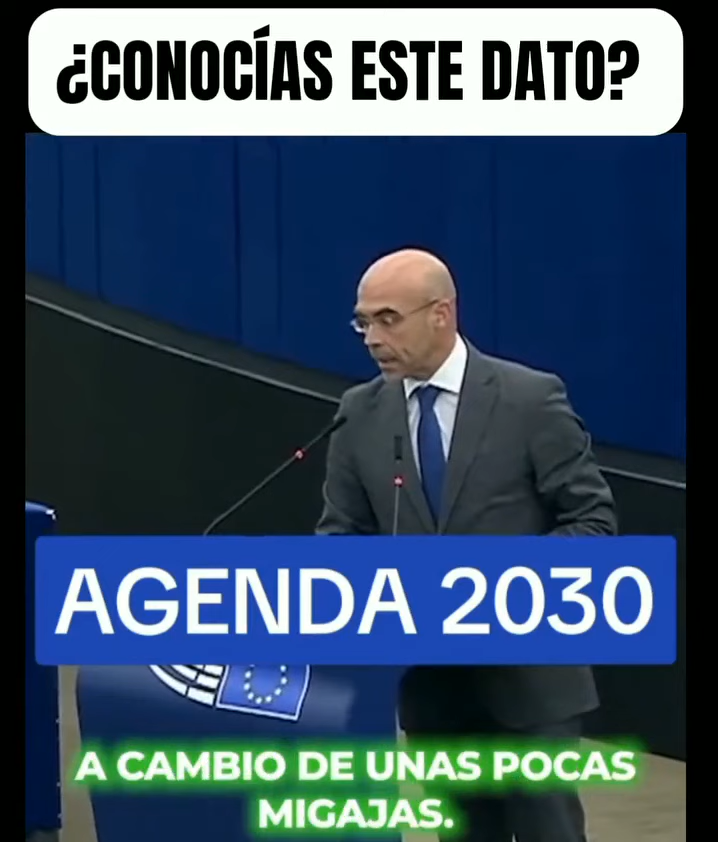 ¿CONOCÍAS ESTE DATO?
AGENDA 2030
A CAMBIO DE UNAS POCAS
MIGAJAS.